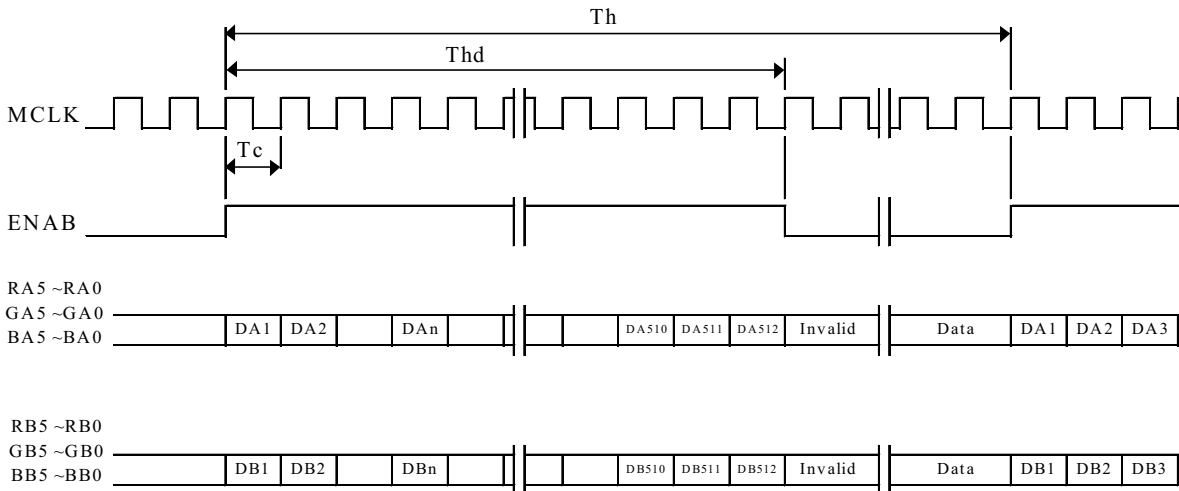 Th
Thd
MCLK
Tc
ENAB
RA5 ~RA0
GA5 ~GA0
BA5 ~BA0
DA1 DA2 DAn DA510 DA511 DA512 Invalid Data DA1 DA2 DA3
RB5 ~RB0
GB5 ~GB0
BB5 ~BB0
DB1 DB2 DBn DB510 DB511 DB512 Invalid Data DB1 DB2 DB3